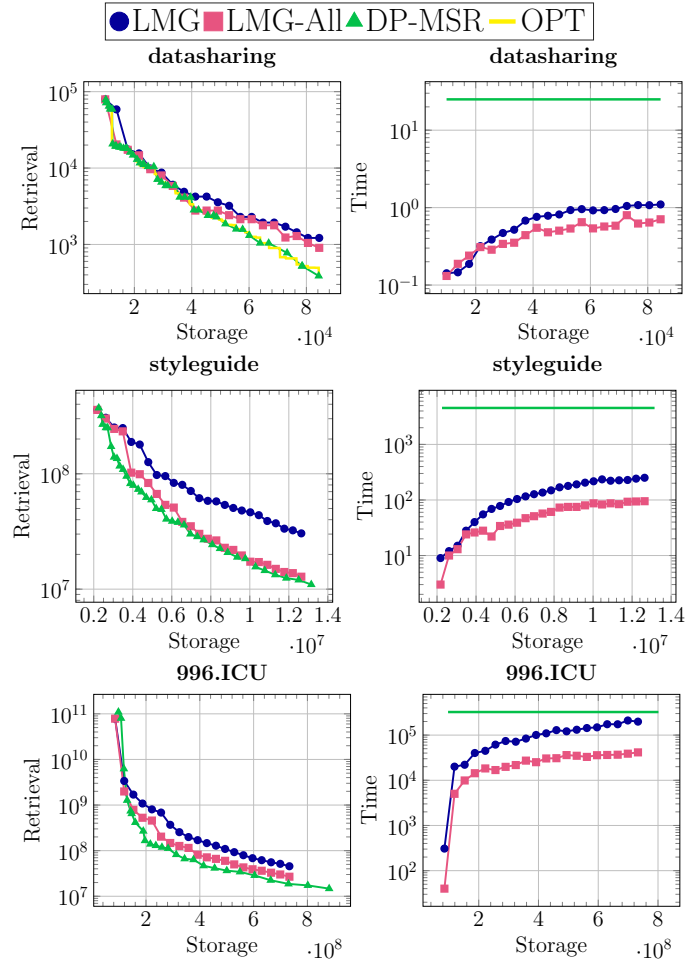 LMG LMG-All DP-MSR OPT
datasharing datasharing
10^5
10^4
10^3
Retrieval
2 4 6 8
Storage
·10^4
10^1
10^0
10^−1
Time
2 4 6 8
Storage
·10^4
styleguide styleguide
10^8
10^7
Retrieval
0.2 0.4 0.6 0.8 1 1.2 1.4
Storage
·10^7
10^3
10^2
10^1
Time
0.2 0.4 0.6 0.8 1 1.2 1.4
Storage
·10^7
996.ICU 996.ICU
10^11
10^10
10^9
10^8
10^7
Retrieval
2 4 6 8
Storage
·10^8
10^5
10^4
10^3
10^2
Time
2 4 6 8
Storage
·10^8